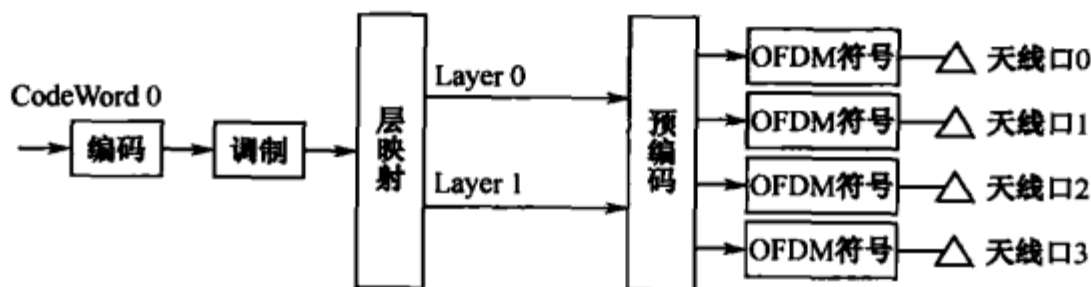 CodeWord 0
编码
调制
层映射
Layer 0
Layer 1
预编码
OFDM符号
天线口0
OFDM符号
天线口1
OFDM符号
天线口2
OFDM符号
天线口3